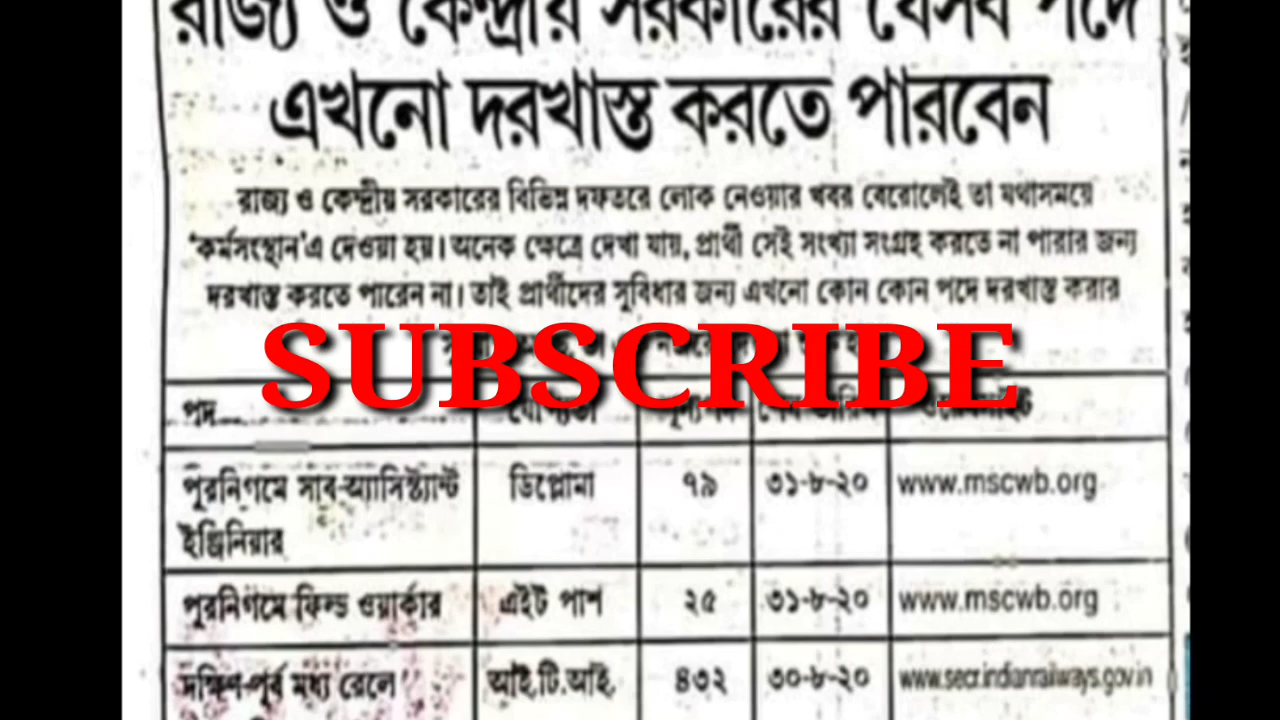 রাজ্য ও কেন্দ্রীয় সরকারের যেসব পদে
এখনো দরখাস্ত করতে পারবেন
রাজ্য ও কেন্দ্রীয় সরকারের বিভিন্ন দফতরে লোক নেওয়ার খবর বেরোলেই তা যথাসময়ে
'কর্মসংস্থান'এ দেওয়া হয়। অনেক ক্ষেত্রে দেখা যায়, প্রার্থী সেই সংখ্যা সংগ্রহ করতে না পারার জন্য
দরখাস্ত করতে পারেন না। তাই প্রার্থীদের সুবিধার জন্য এখনো কোন কোন পদে দরখাস্ত করার
SUBSCRIBE
পদ যোগ্যতা
পুরনিগমে সাব-অ্যাসিস্ট্যান্ট ডিপ্লোমা ৭৯ ৩১-৮-২০ www.mscwb.org
ইঞ্জিনিয়ার
পুরনিগমে ফিল্ড ওয়ার্কার এইট পাশ ২৫ ৩১-৮-২০ www.mscwb.org
দক্ষিণ-পূর্ব মধ্য রেলে আই.টি.আই. ৪৩২ ৩০-৮-২০ www.secr.indianrailways.gov.in